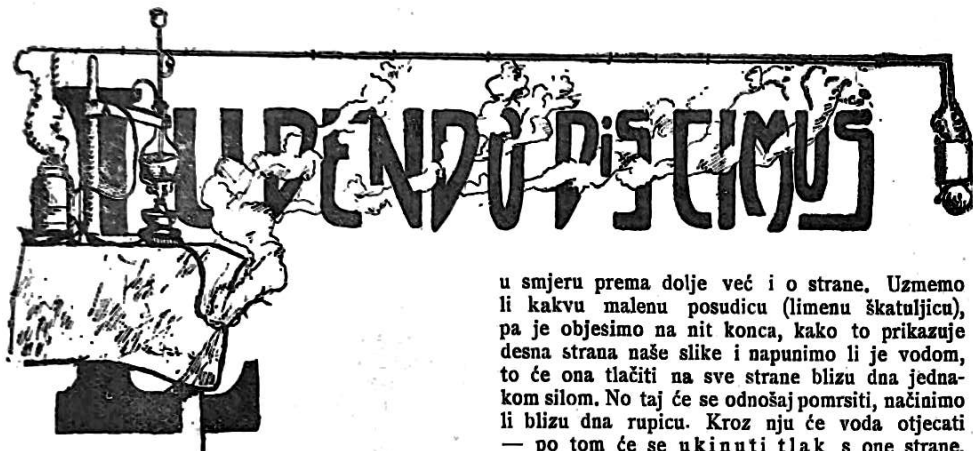 LUDENDO DiSCIMUS
u smjeru prema dolje već i o strane. Uzmemo
li kakvu malenu posudicu (limenu škatuljicu),
pa je objesimo na nit konca, kako to prikazuje
desna strana naše slike i napunimo li je vodom,
to će ona tlačiti na sve strane blizu dna jedna-
kom silom. No taj će se odnošaj pomrsiti, načinimo
li blizu dna rupicu. Kroz nju će voda otjecati
— po tom će se ukinuti tlak s one strane,